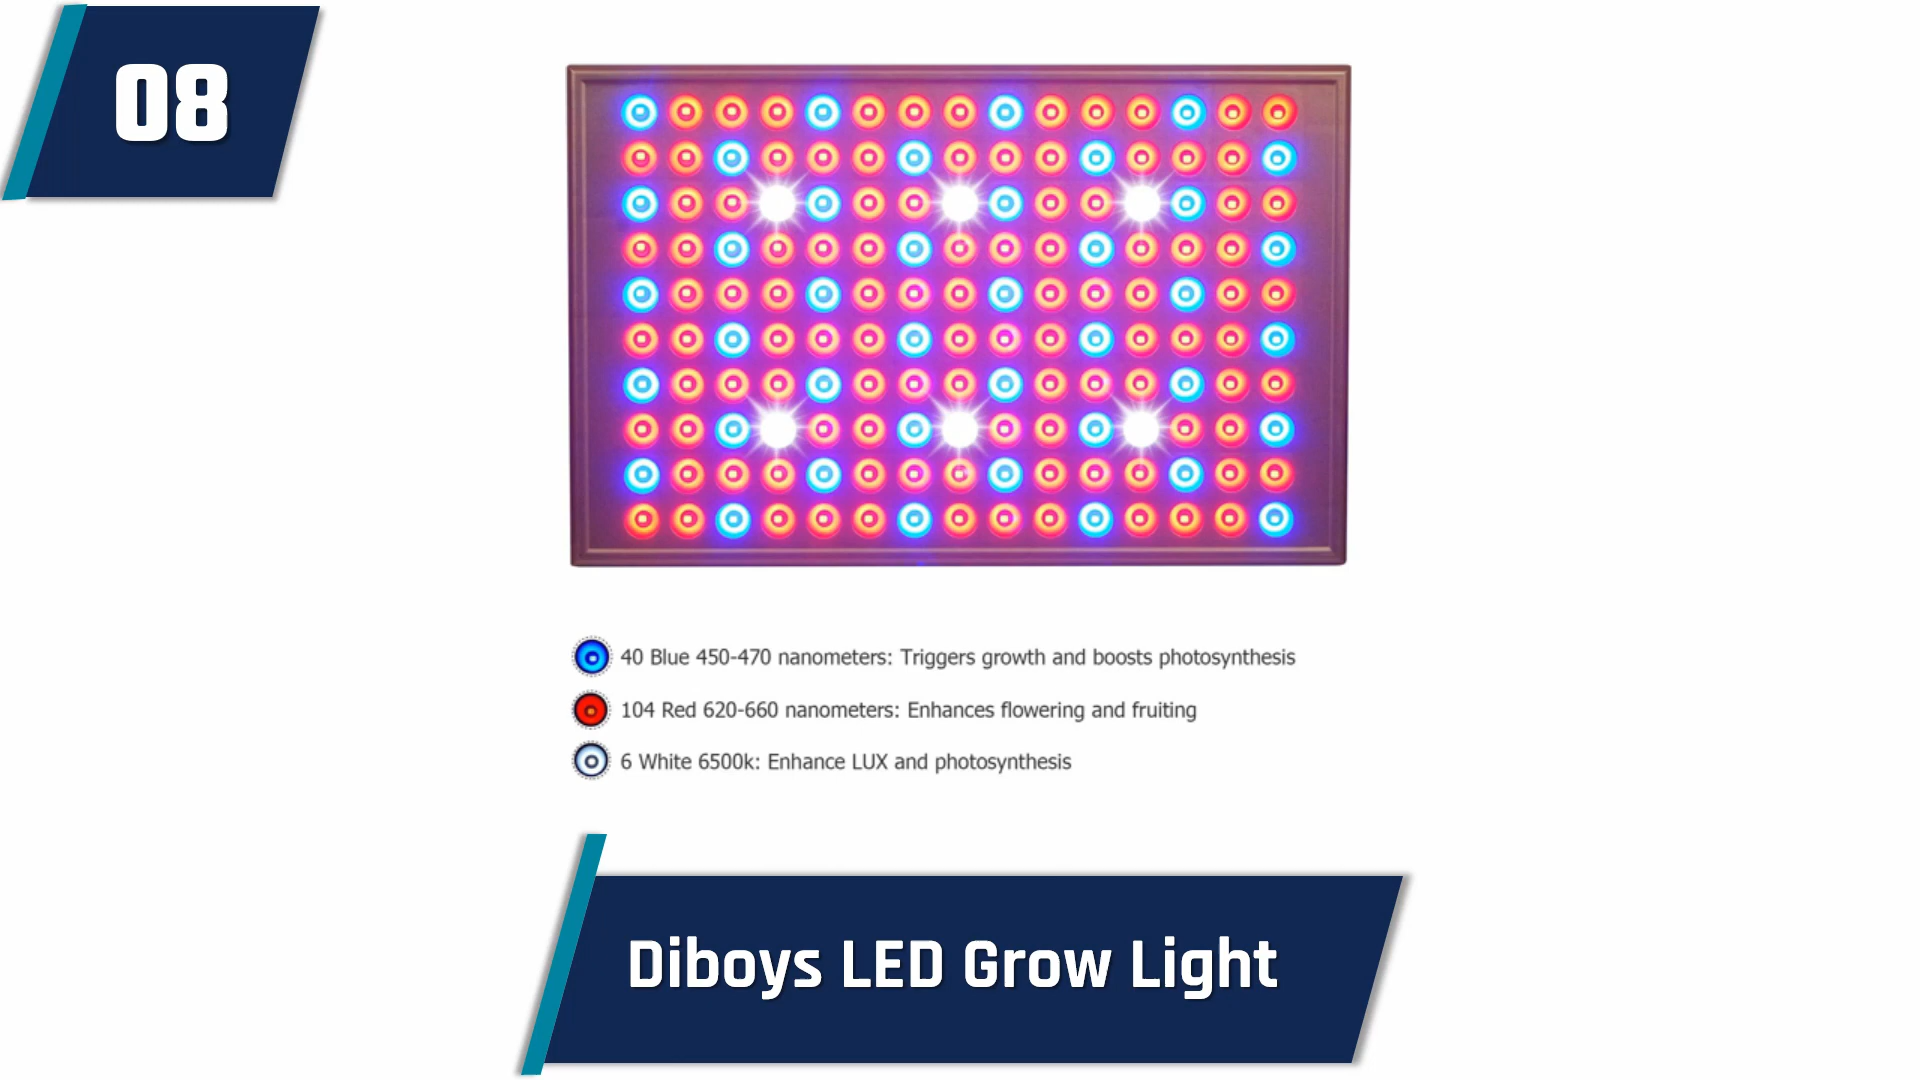 08
40 Blue 450-470 nanometers: Triggers growth and boosts photosynthesis
104 Red 620-660 nanometers: Enhances flowering and fruiting
6 White 6500k: Enhance LUX and photosynthesis
Diboys LED Grow Light